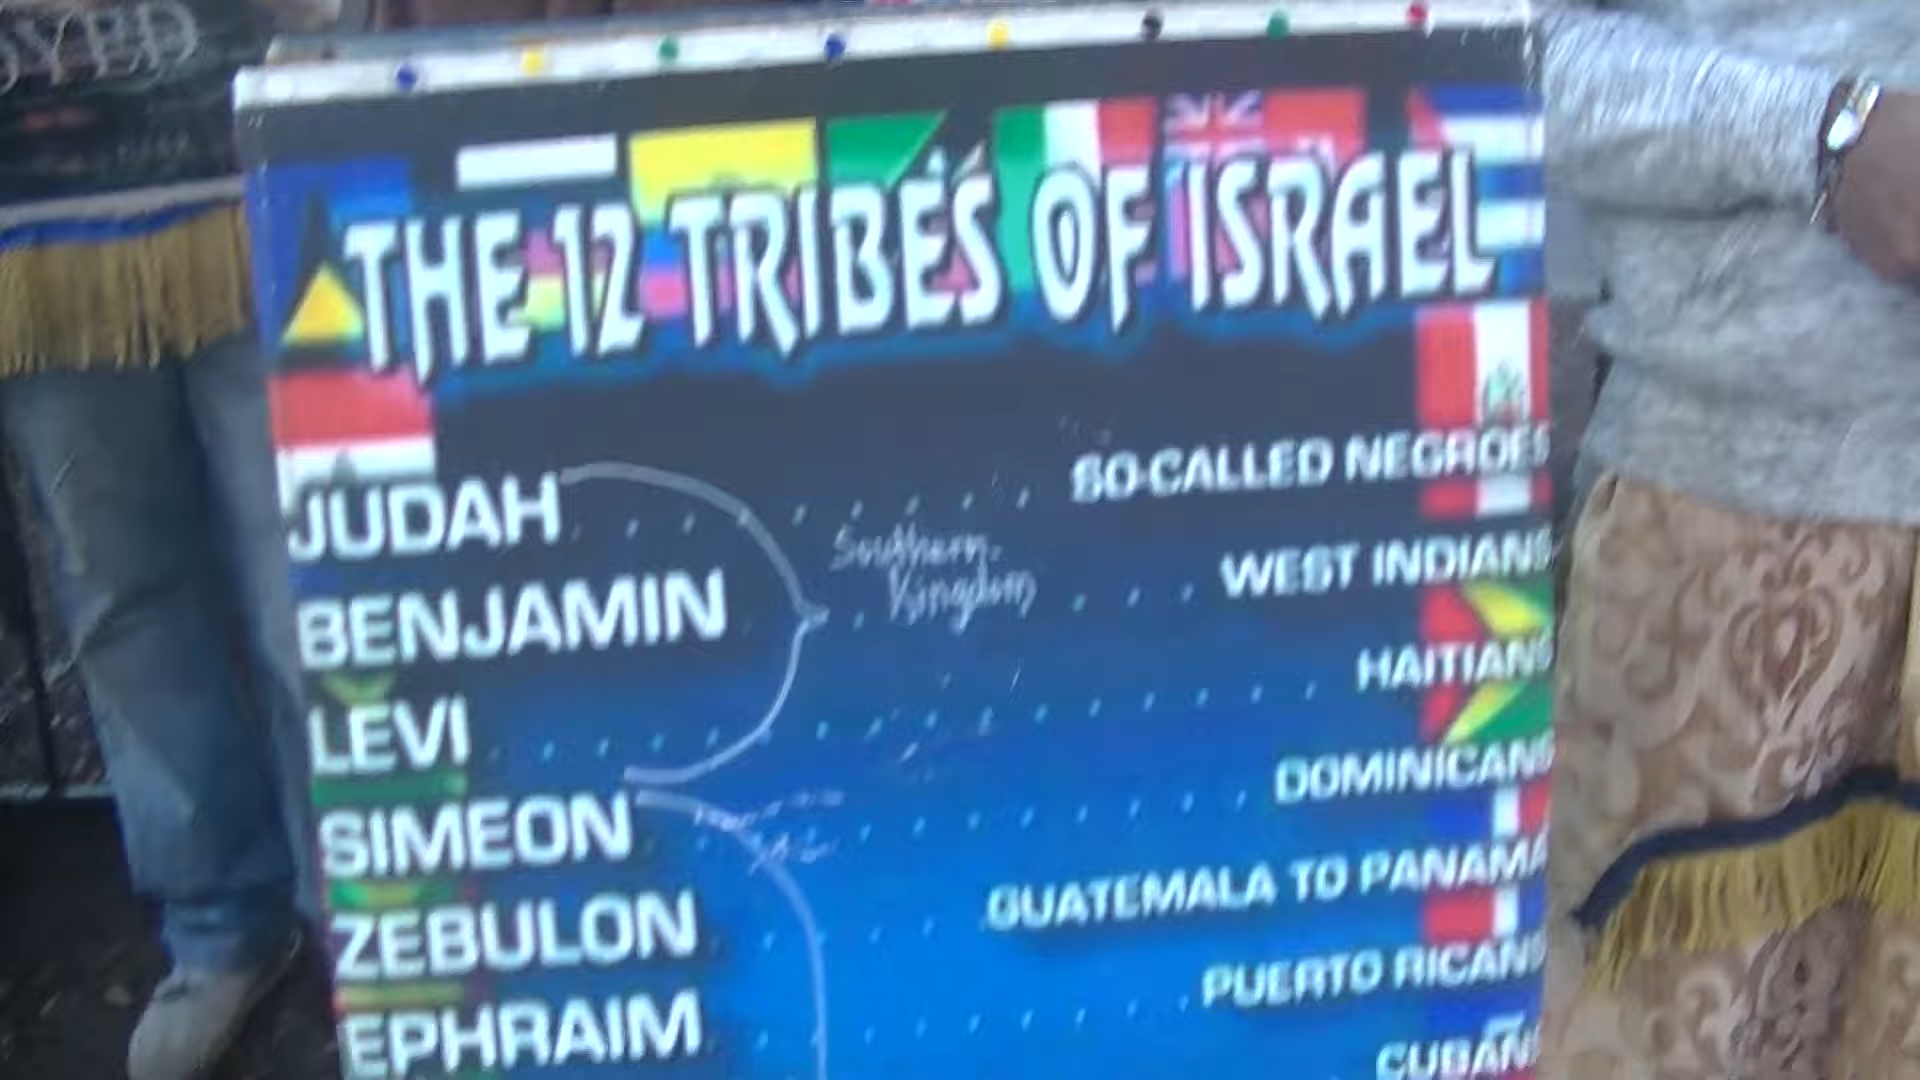 OYED
THE 12 TRIBES OF ISRAEL
JUDAH . . . . . . . . . SO-CALLED NEGROES
Southern
Kingdom
BENJAMIN . . . . . WEST INDIANS
LEVI . . . . . . . . . . . . . . . HAITIANS
SIMEON . . . . . . . . . DOMINICANS
ZEBULON . . . . . GUATEMALA TO PANAMA
EPHRAIM . . . . . . . . . PUERTO RICANS
CUBANS